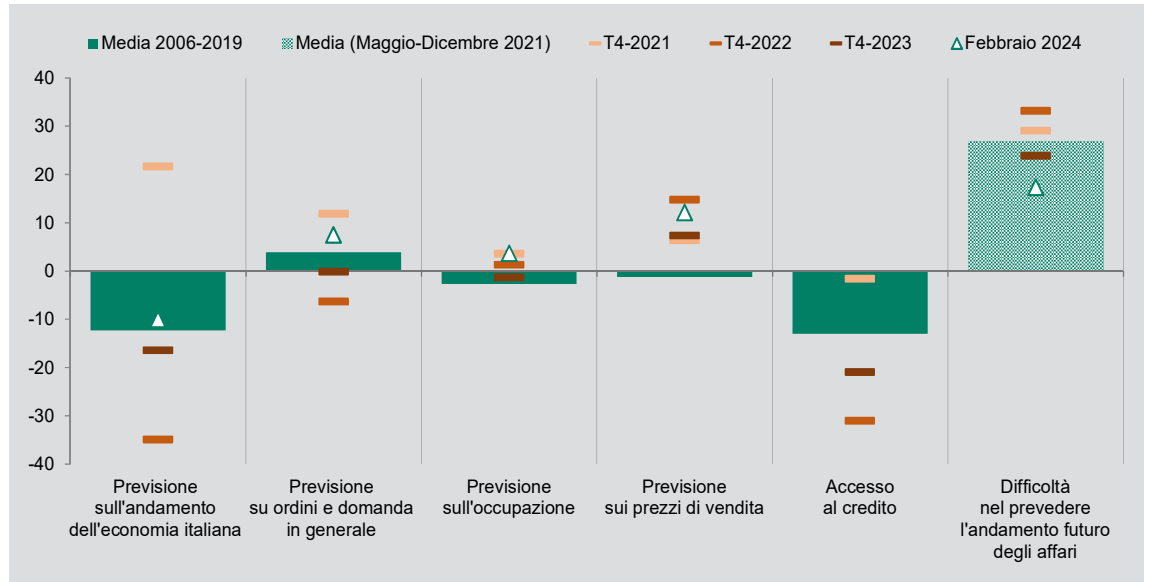 Media 2006-2019 Media (Maggio-Dicembre 2021) T4-2021 T4-2022 T4-2023 Febbraio 2024
40
30
20
10
0
-10
-20
-30
-40
Previsione
sull'andamento
dell'economia italiana
Previsione
su ordini e domanda
in generale
Previsione
sull'occupazione
Previsione
sui prezzi di vendita
Accesso
al credito
Difficoltà
nel prevedere
l'andamento futuro
degli affari